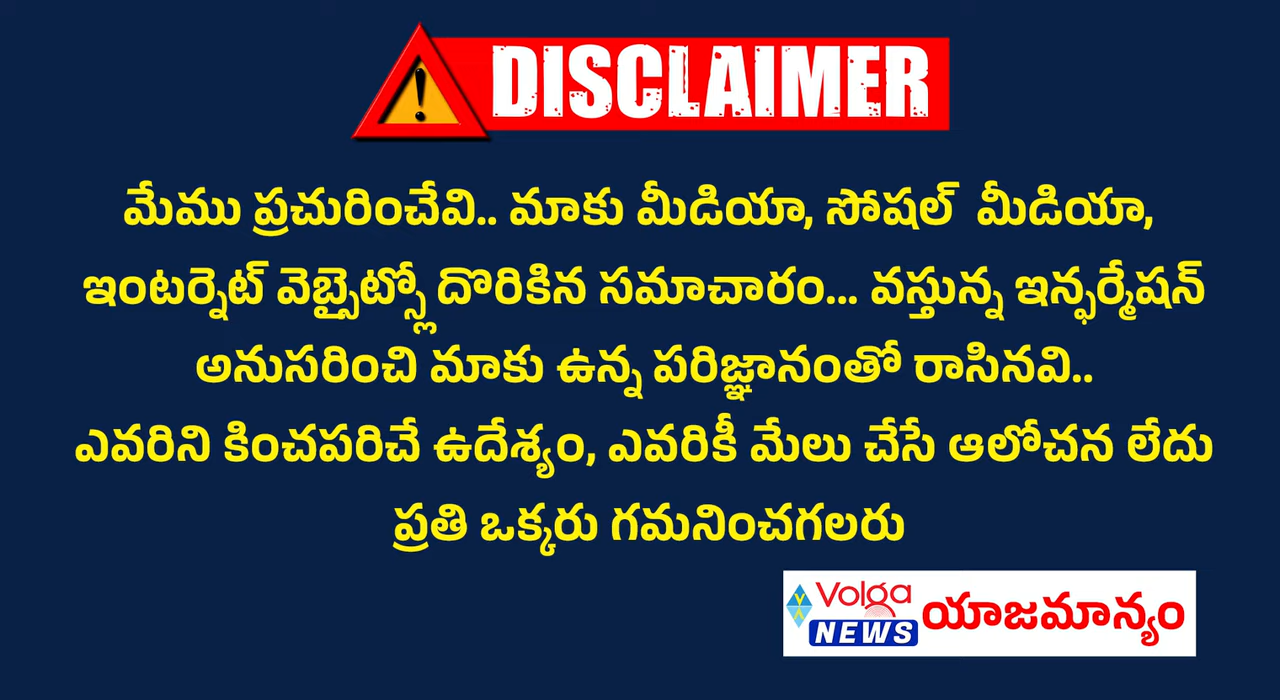 DISCLAIMER
మేము ప్రచురించేవి.. మాకు మీడియా, సోషల్ మీడియా,
ఇంటర్నెట్ వెబ్సైట్స్లో దొరికిన సమాచారం... వస్తున్న ఇన్ఫర్మేషన్
అనుసరించి మాకు ఉన్న పరిజ్ఞానంతో రాసినవి..
ఎవరిని కించపరిచే ఉదేశ్యం, ఎవరికీ మేలు చేసే ఆలోచన లేదు
ప్రతి ఒక్కరు గమనించగలరు
Volga NEWS యాజమాన్యం